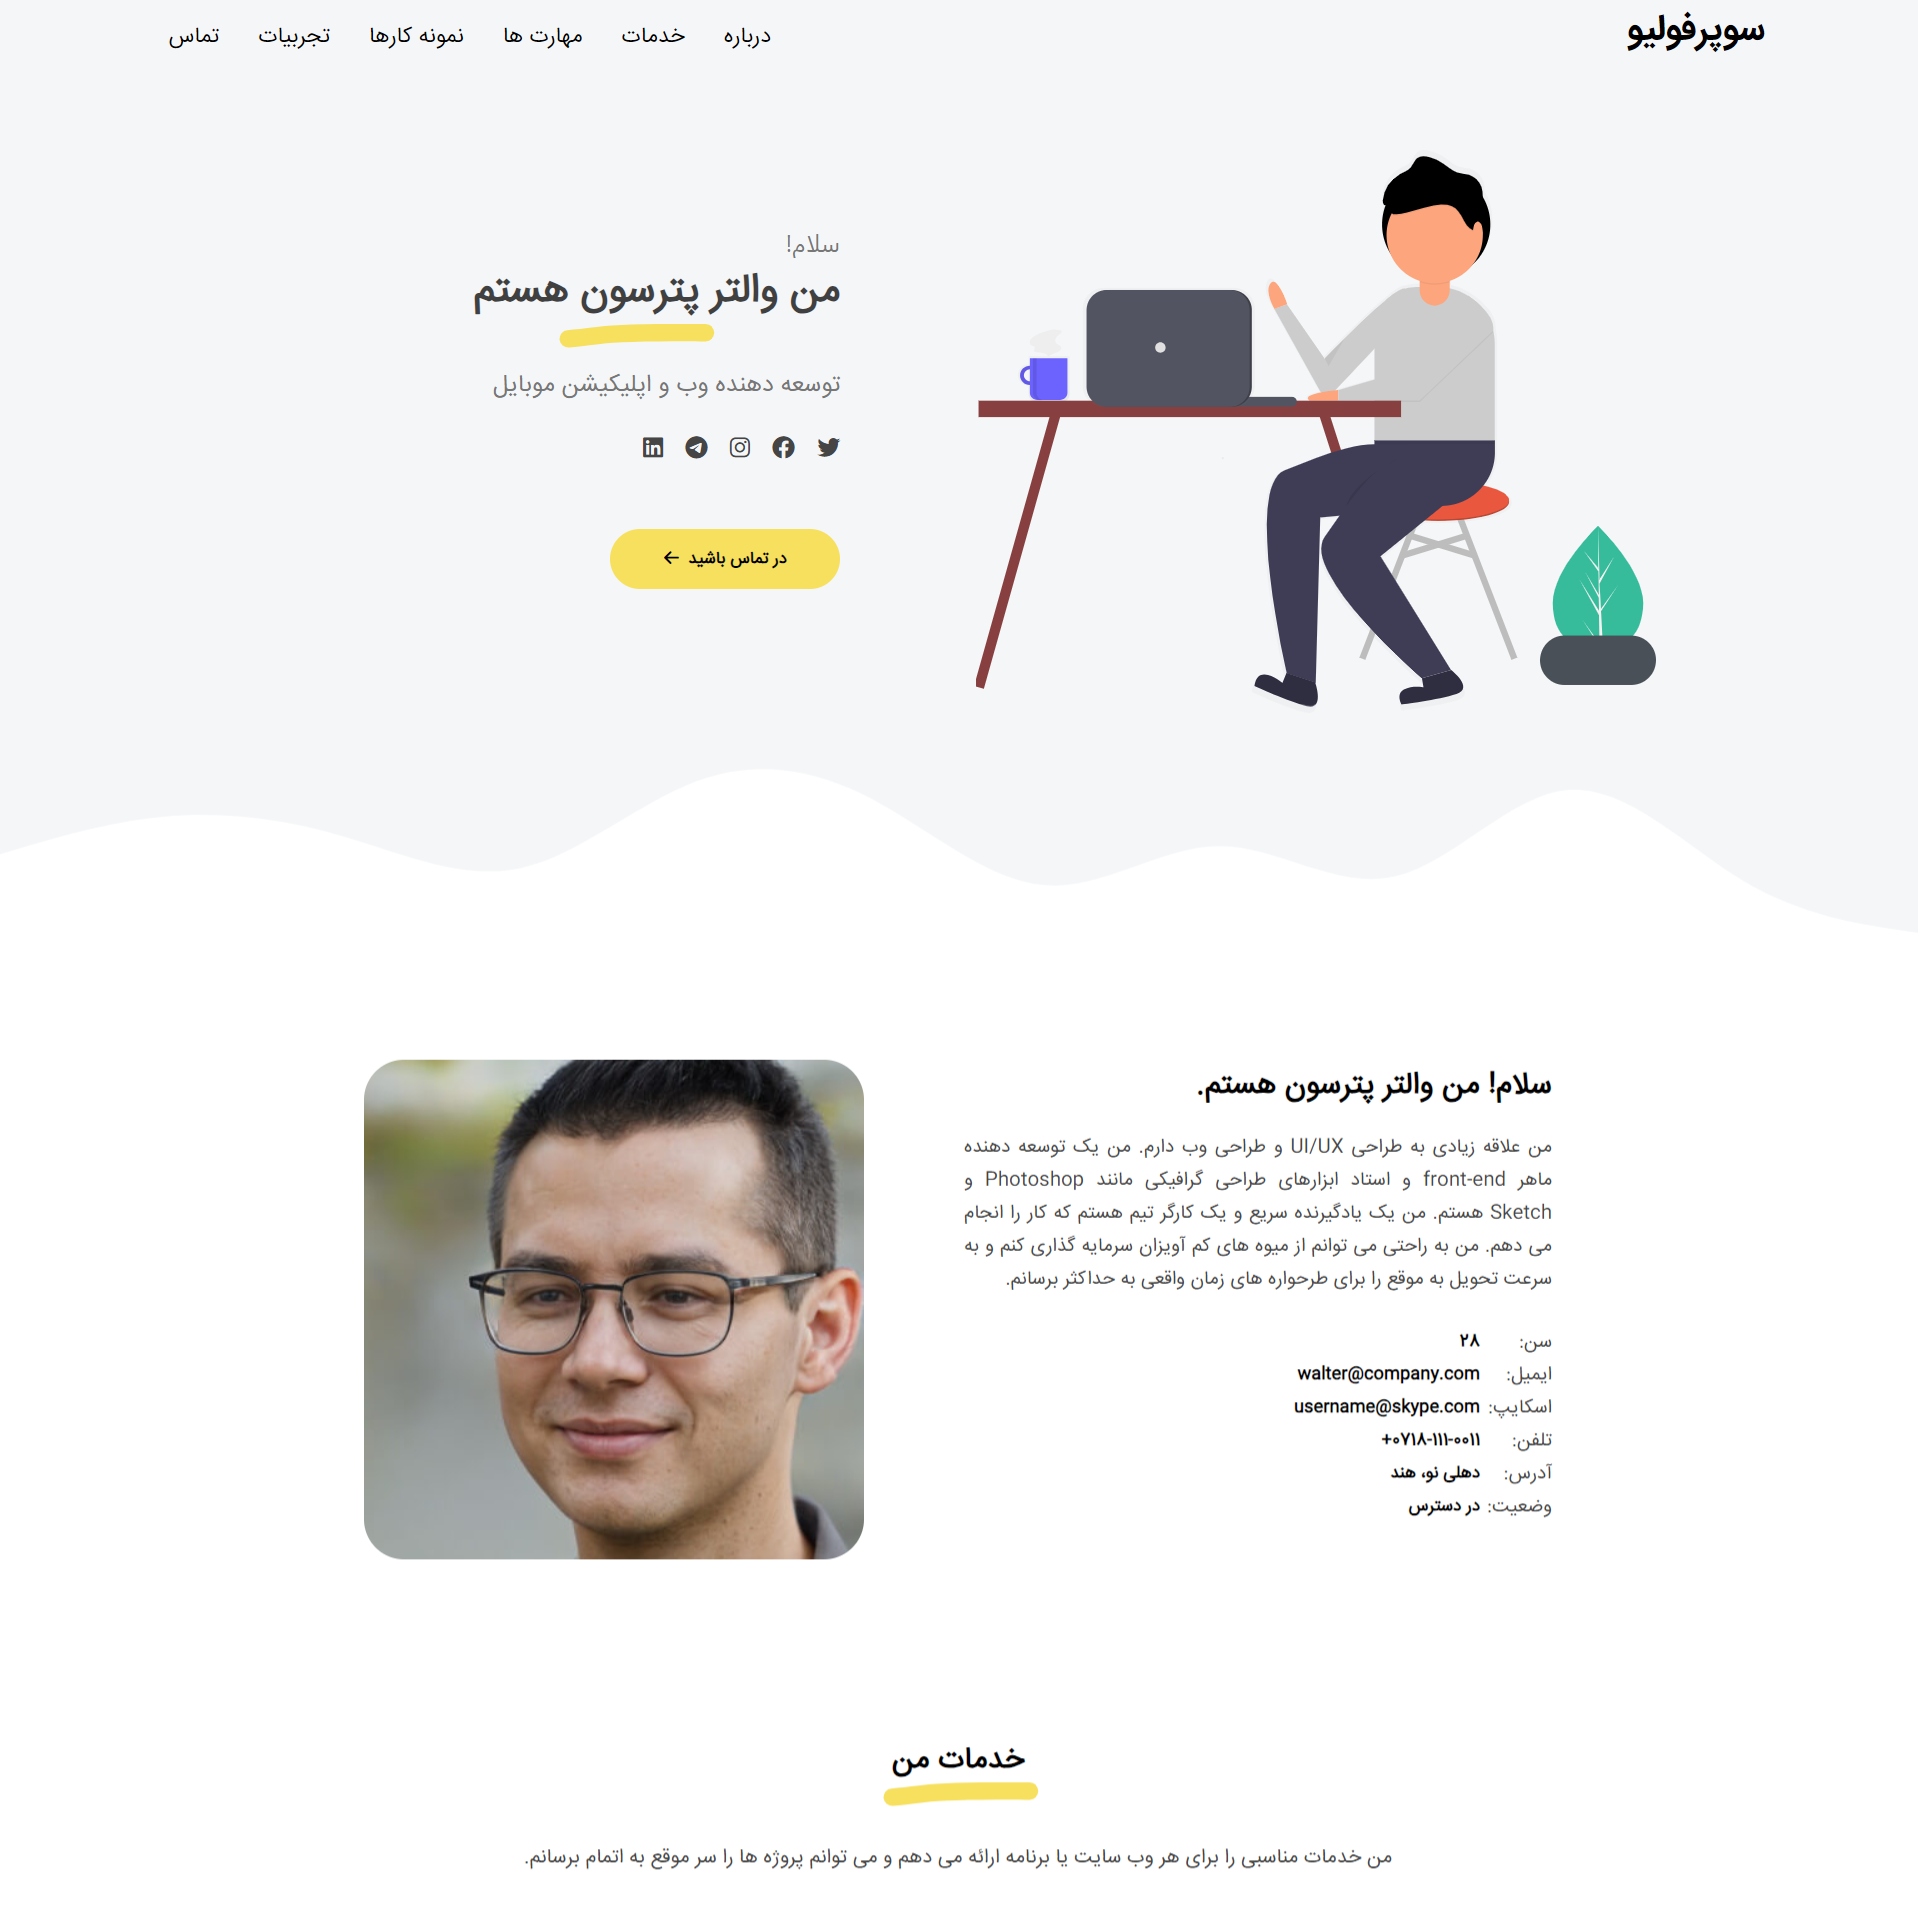 سوپرفولیو
درباره
خدمات
مهارت ها
نمونه کارها
تجربیات
تماس
سلام!
من والتر پترسون هستم
توسعه دهنده وب و اپلیکیشن موبایل
در تماس باشید ←
سلام! من والتر پترسون هستم.
من علاقه زیادی به طراحی UI/UX و طراحی وب دارم. من یک توسعه دهنده
ماهر front-end و استاد ابزارهای طراحی گرافیکی مانند Photoshop و
Sketch هستم. من یک یادگیرنده سریع و یک کارگر تیم هستم که کار را انجام
می دهم. من به راحتی می توانم از میوه های کم آویزان سرمایه گذاری کنم و به
سرعت تحویل به موقع را برای طرحواره های زمان واقعی به حداکثر برسانم.
سن: ۲۸
ایمیل: walter@company.com
اسکایپ: username@skype.com
تلفن: +۰۷۱۸-۱۱۱-۰۰۱۱
آدرس: دهلی نو، هند
وضعیت: در دسترس
خدمات من
من خدمات مناسبی را برای هر وب سایت یا برنامه ارائه می دهم و می توانم پروژه ها را سر موقع به اتمام برسانم.